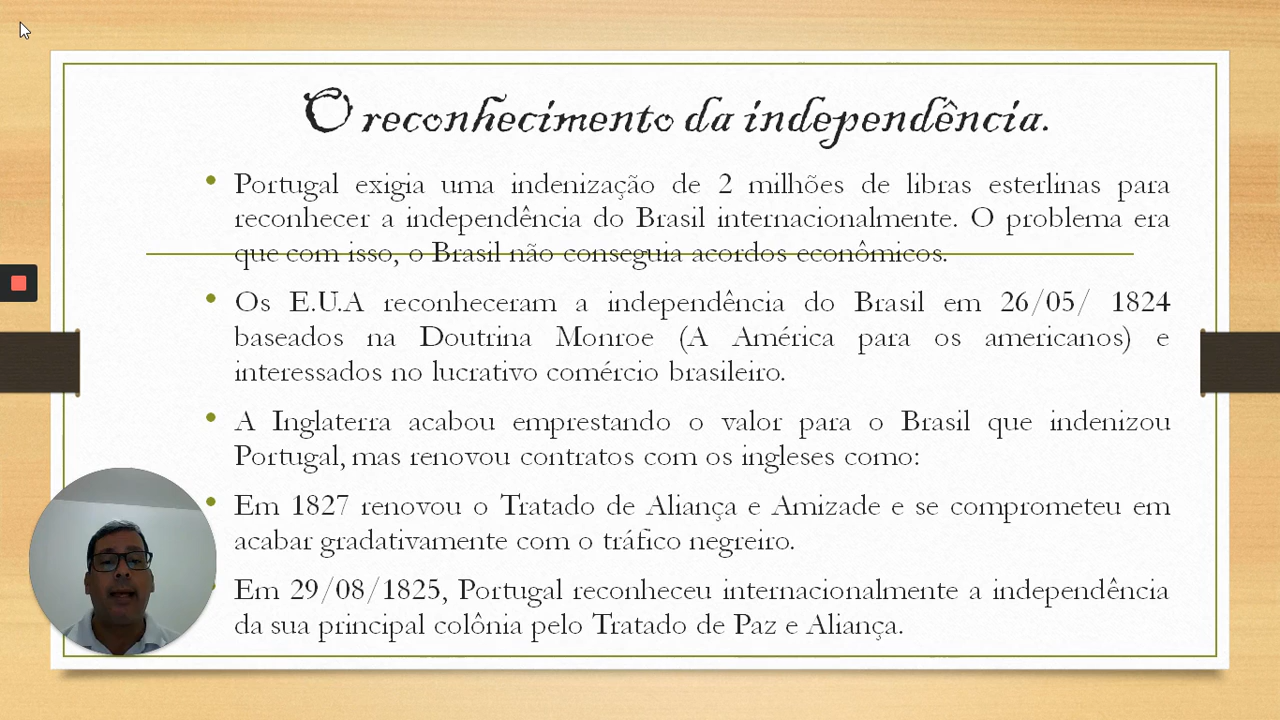 O reconhecimento da independência.
• Portugal exigia uma indenização de 2 milhões de libras esterlinas para
reconhecer a independência do Brasil internacionalmente. O problema era
que com isso, o Brasil não conseguia acordos econômicos.
• Os E.U.A reconheceram a independência do Brasil em 26/05/ 1824
baseados na Doutrina Monroe (A América para os americanos) e
interessados no lucrativo comércio brasileiro.
• A Inglaterra acabou emprestando o valor para o Brasil que indenizou
Portugal, mas renovou contratos com os ingleses como:
• Em 1827 renovou o Tratado de Aliança e Amizade e se comprometeu em
acabar gradativamente com o tráfico negreiro.
Em 29/08/1825, Portugal reconheceu internacionalmente a independência
da sua principal colônia pelo Tratado de Paz e Aliança.